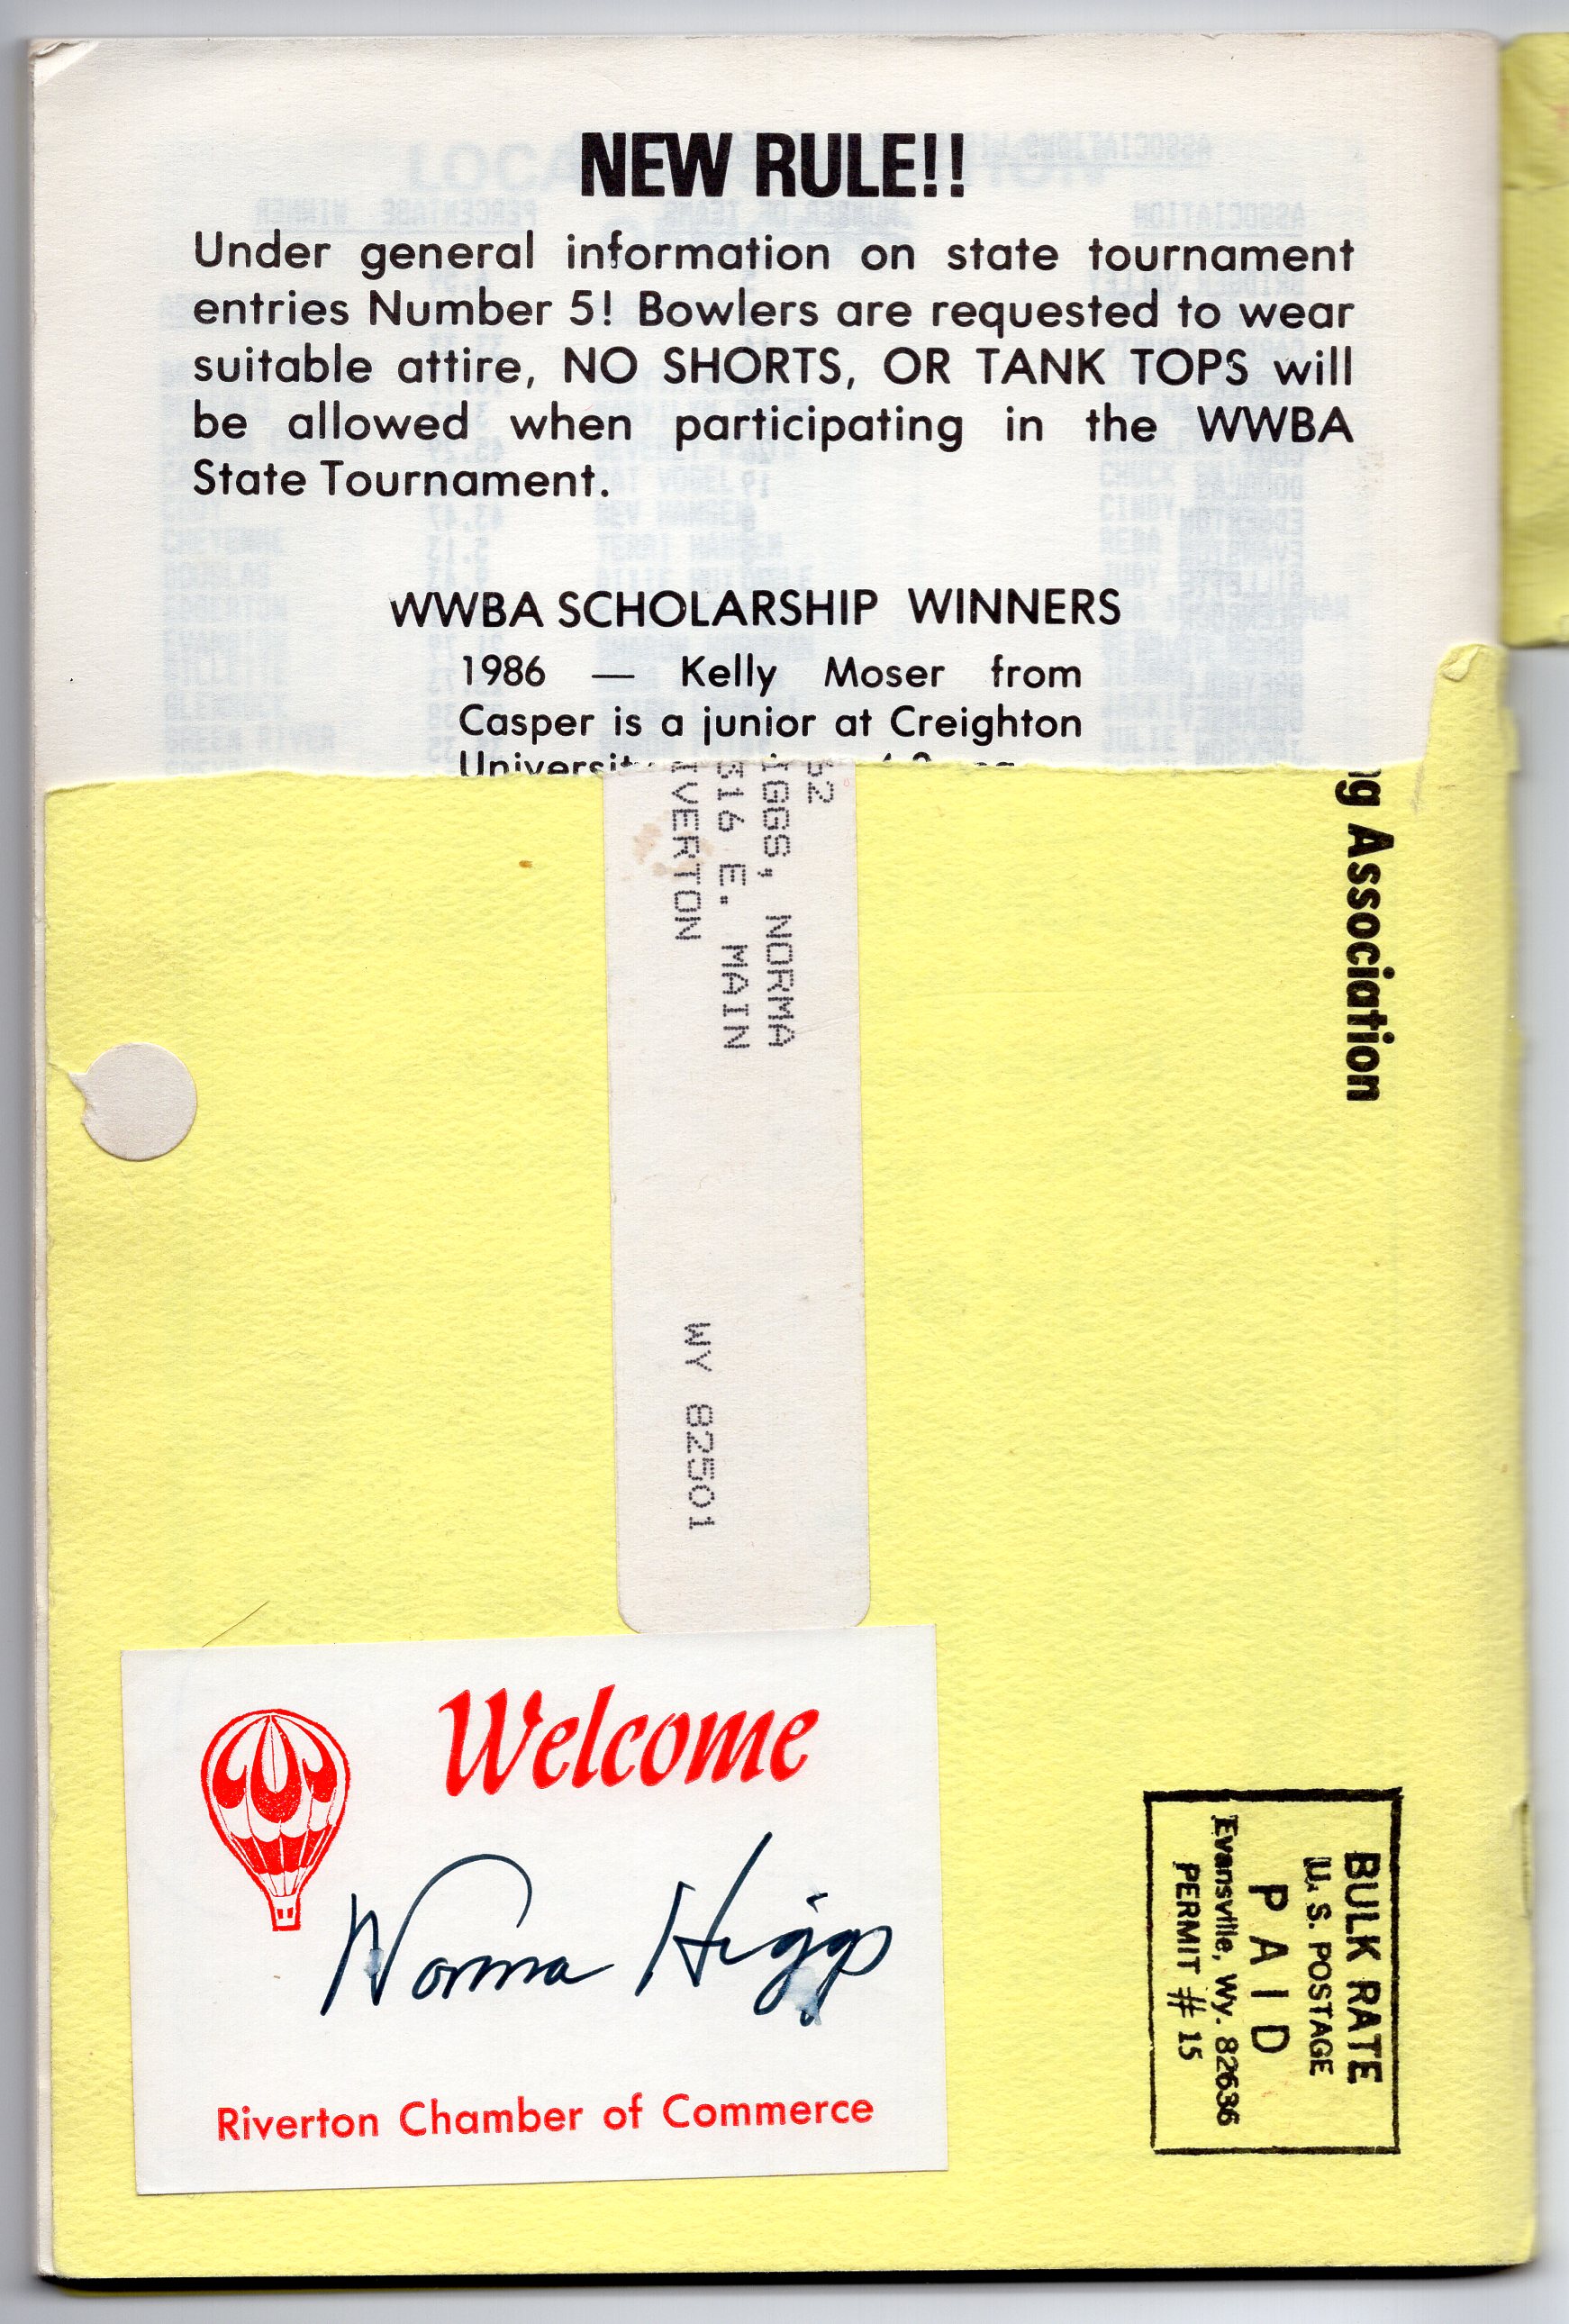 NEW RULE!!
Under general information on state tournament
entries Number 5! Bowlers are requested to wear
suitable attire, NO SHORTS, OR TANK TOPS will
be allowed when participating in the WWBA
State Tournament.
WWBA SCHOLARSHIP WINNERS
1986 — Kelly Moser from
Casper is a junior at Creighton
University
ng Association
62
IGGS, NORMA
316 E. MAIN
IVERTON WY 82501
Welcome
Norma Higgs
Riverton Chamber of Commerce
BULK RATE
U. S. POSTAGE
PAID
Evansville, Wy. 82636
PERMIT # 15